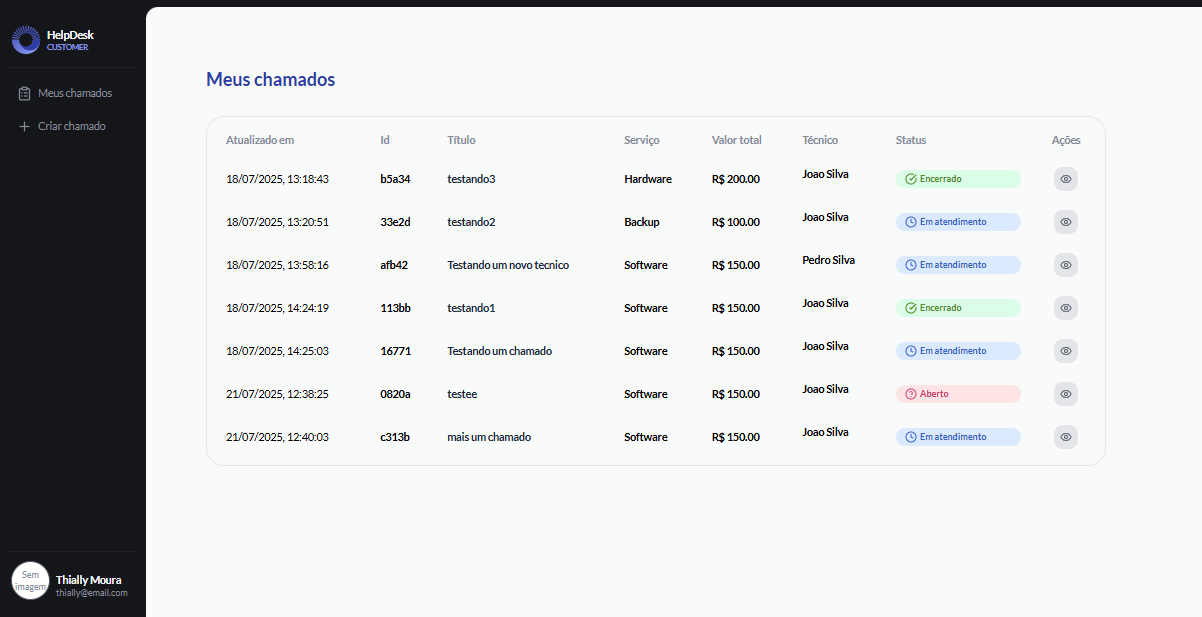 HelpDesk
CUSTOMER
Meus chamados
Criar chamado
Meus chamados
Atualizado em Id Título Serviço Valor total Técnico Status Ações
18/07/2025, 13:18:43 b5a34 testando3 Hardware R$ 200.00 Joao Silva Encerrado
18/07/2025, 13:20:51 33e2d testando2 Backup R$ 100.00 Joao Silva Em atendimento
18/07/2025, 13:58:16 afb42 Testando um novo tecnico Software R$ 150.00 Pedro Silva Em atendimento
18/07/2025, 14:24:19 113bb testando1 Software R$ 150.00 Joao Silva Encerrado
18/07/2025, 14:25:03 16771 Testando um chamado Software R$ 150.00 Joao Silva Em atendimento
21/07/2025, 12:38:25 0820a testee Software R$ 150.00 Joao Silva Aberto
21/07/2025, 12:40:03 c313b mais um chamado Software R$ 150.00 Joao Silva Em atendimento
Sem
imagem
Thially Moura
thially@email.com